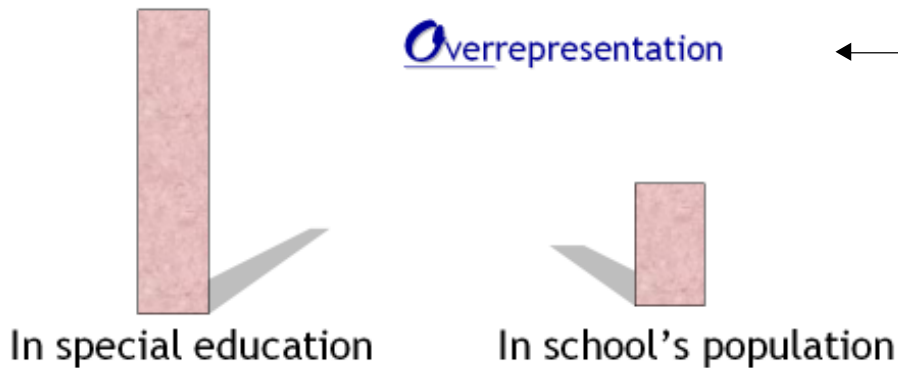 Overrepresentation
In special education
In school’s population